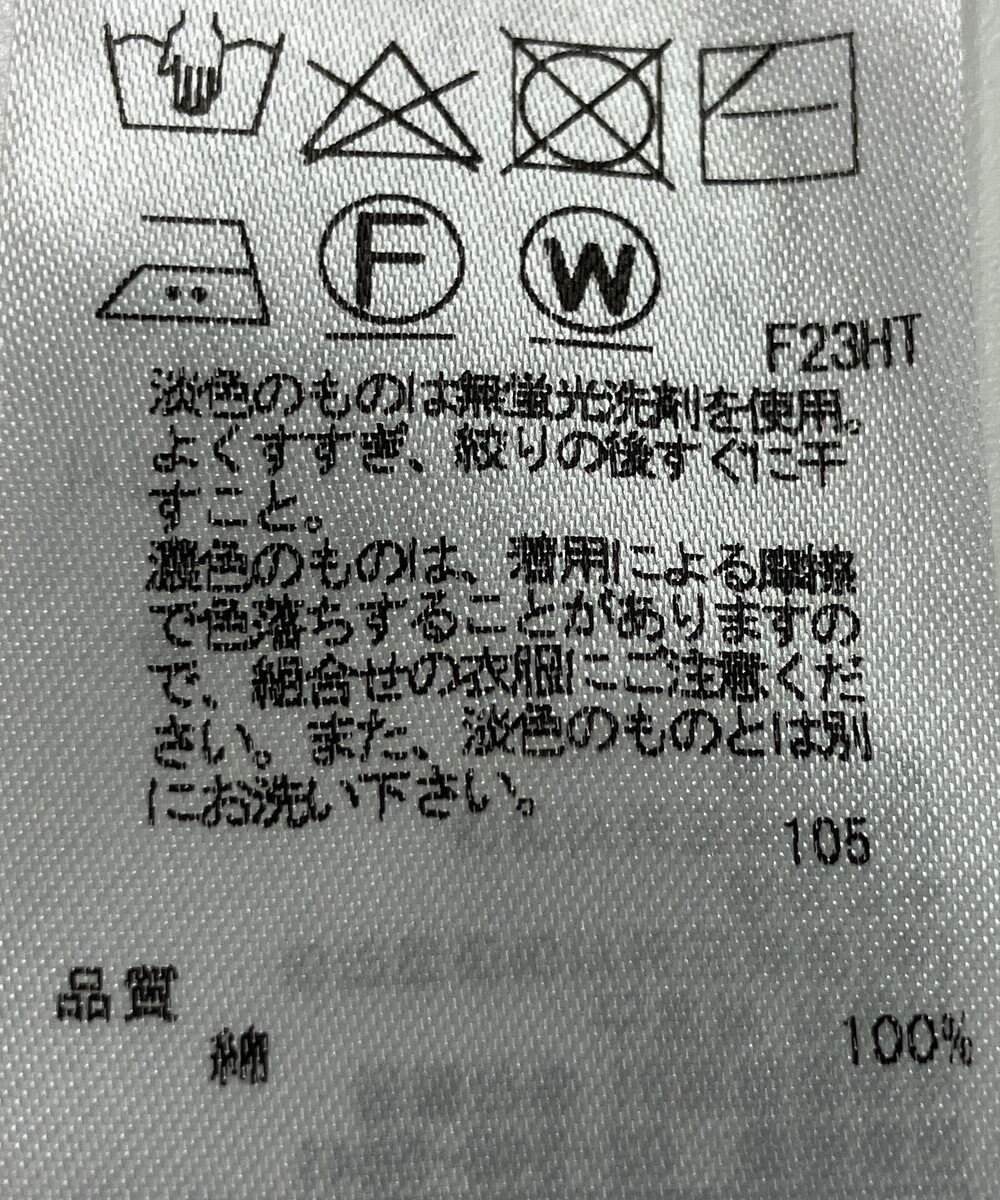 F
W
F23HT
淡色のものは無蛍光洗剤を使用。
よくすすぎ、絞りの後すぐに干
すこと。
濃色のものは、着用による摩擦
で色落ちすることがありますの
で、組合せの衣服にご注意くだ
さい。また、淡色のものとは別
にお洗い下さい。
105
品質
綿 100%